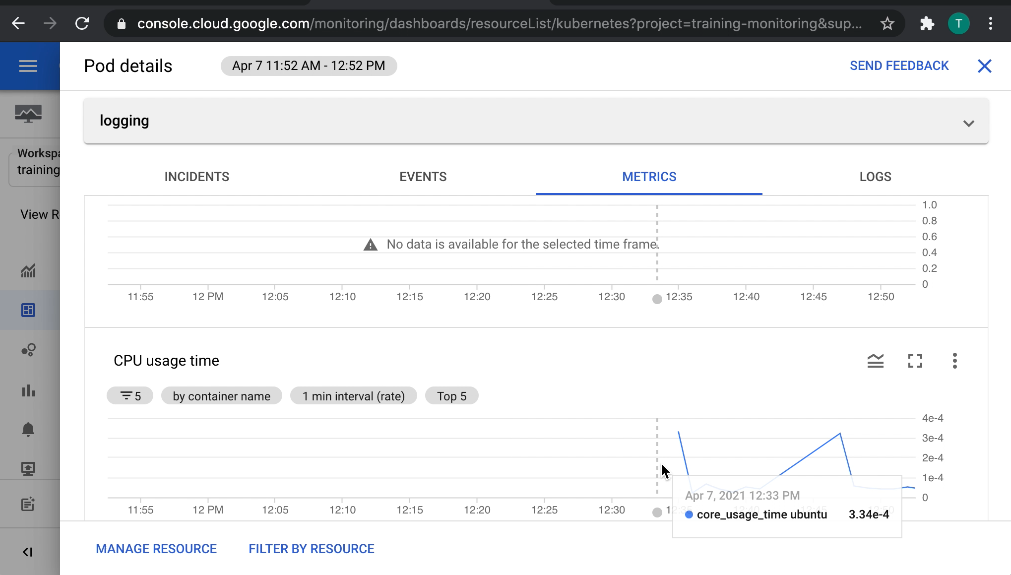 console.cloud.google.com/monitoring/dashboards/resourceList/kubernetes?project=training-monitoring&sup...
T
Pod details
Apr 7 11:52 AM - 12:52 PM
SEND FEEDBACK
logging
Workspa
training
View R
INCIDENTS
EVENTS
METRICS
LOGS
1.0
0.8
0.6
0.4
0.2
0
No data is available for the selected time frame.
11:55
12 PM
12:05
12:10
12:15
12:20
12:25
12:30
12:35
12:40
12:45
12:50
CPU usage time
5
by container name
1 min interval (rate)
Top 5
4e-4
3e-4
2e-4
1e-4
0
11:55
12 PM
12:05
12:10
12:15
12:20
12:25
12:30
Apr 7, 2021 12:33 PM
core_usage_time ubuntu 3.34e-4
MANAGE RESOURCE
FILTER BY RESOURCE